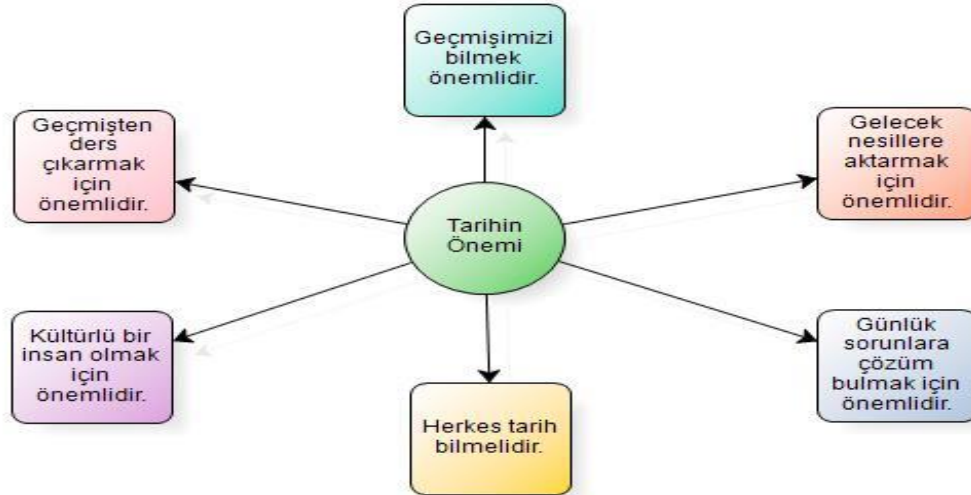 Geçmişimizi
bilmek
önemlidir.
Geçmişten
ders
çıkarmak
için
önemlidir.
Gelecek
nesillere
aktarmak
için
önemlidir.
Tarihin
Önemi
Kültürlü bir
insan olmak
için
önemlidir.
Günlük
sorunlara
çözüm
bulmak için
önemlidir.
Herkes tarih
bilmelidir.